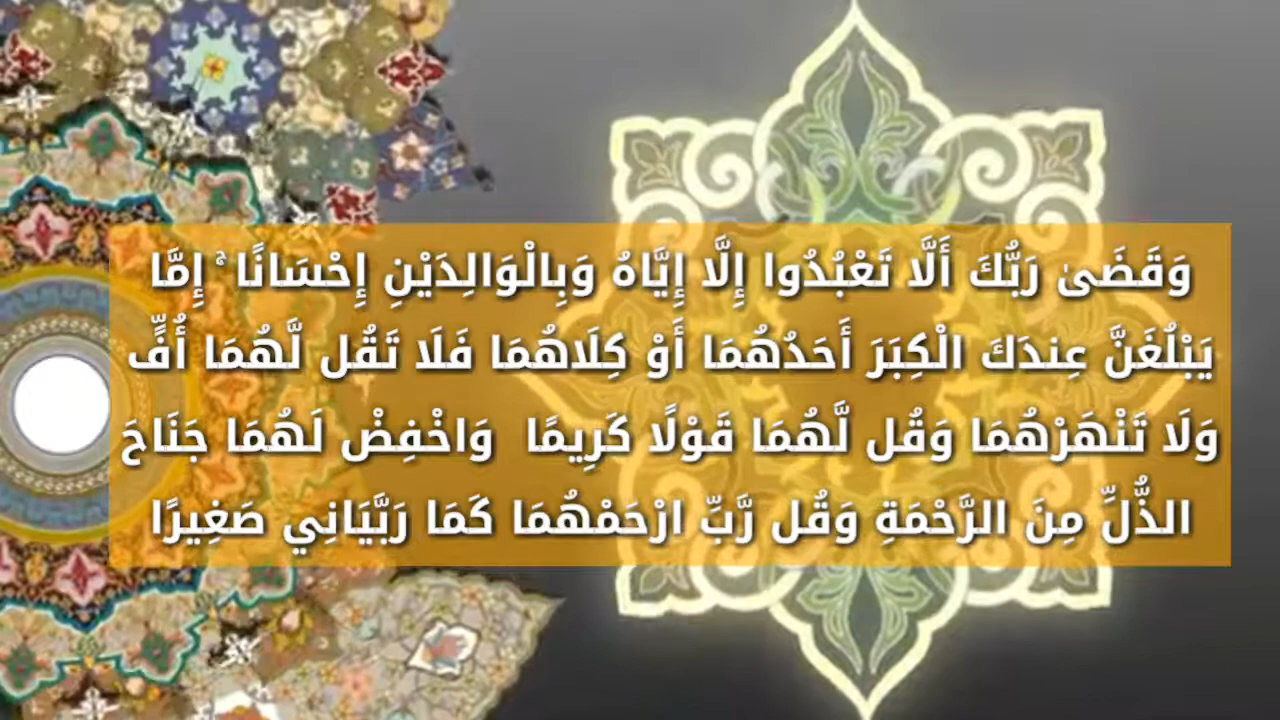 وَقَضَىٰ رَبُّكَ أَلَّا تَعْبُدُوا إِلَّا إِيَّاهُ وَبِالْوَالِدَيْنِ إِحْسَانًا ۚ إِمَّا
يَبْلُغَنَّ عِندَكَ الْكِبَرَ أَحَدُهُمَا أَوْ كِلَاهُمَا فَلَا تَقُل لَّهُمَا أُفٍّ
وَلَا تَنْهَرْهُمَا وَقُل لَّهُمَا قَوْلًا كَرِيمًا وَاخْفِضْ لَهُمَا جَنَاحَ
الذُّلِّ مِنَ الرَّحْمَةِ وَقُل رَّبِّ ارْحَمْهُمَا كَمَا رَبَّيَانِي صَغِيرًا